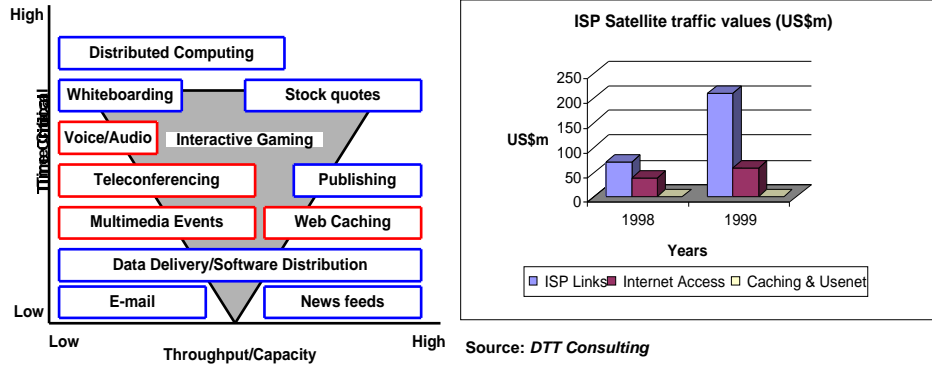 High
Distributed Computing
Whiteboarding
Stock quotes
Voice/Audio
Interactive Gaming
Teleconferencing
Publishing
Multimedia Events
Web Caching
Data Delivery/Software Distribution
E-mail
News feeds
Low
Low
High
Throughput/Capacity
ISP Satellite traffic values (US$m)
250
200
150
100
50
0
US$m
1998
1999
Years
ISP Links
Internet Access
Caching & Usenet
Source: DTT Consulting